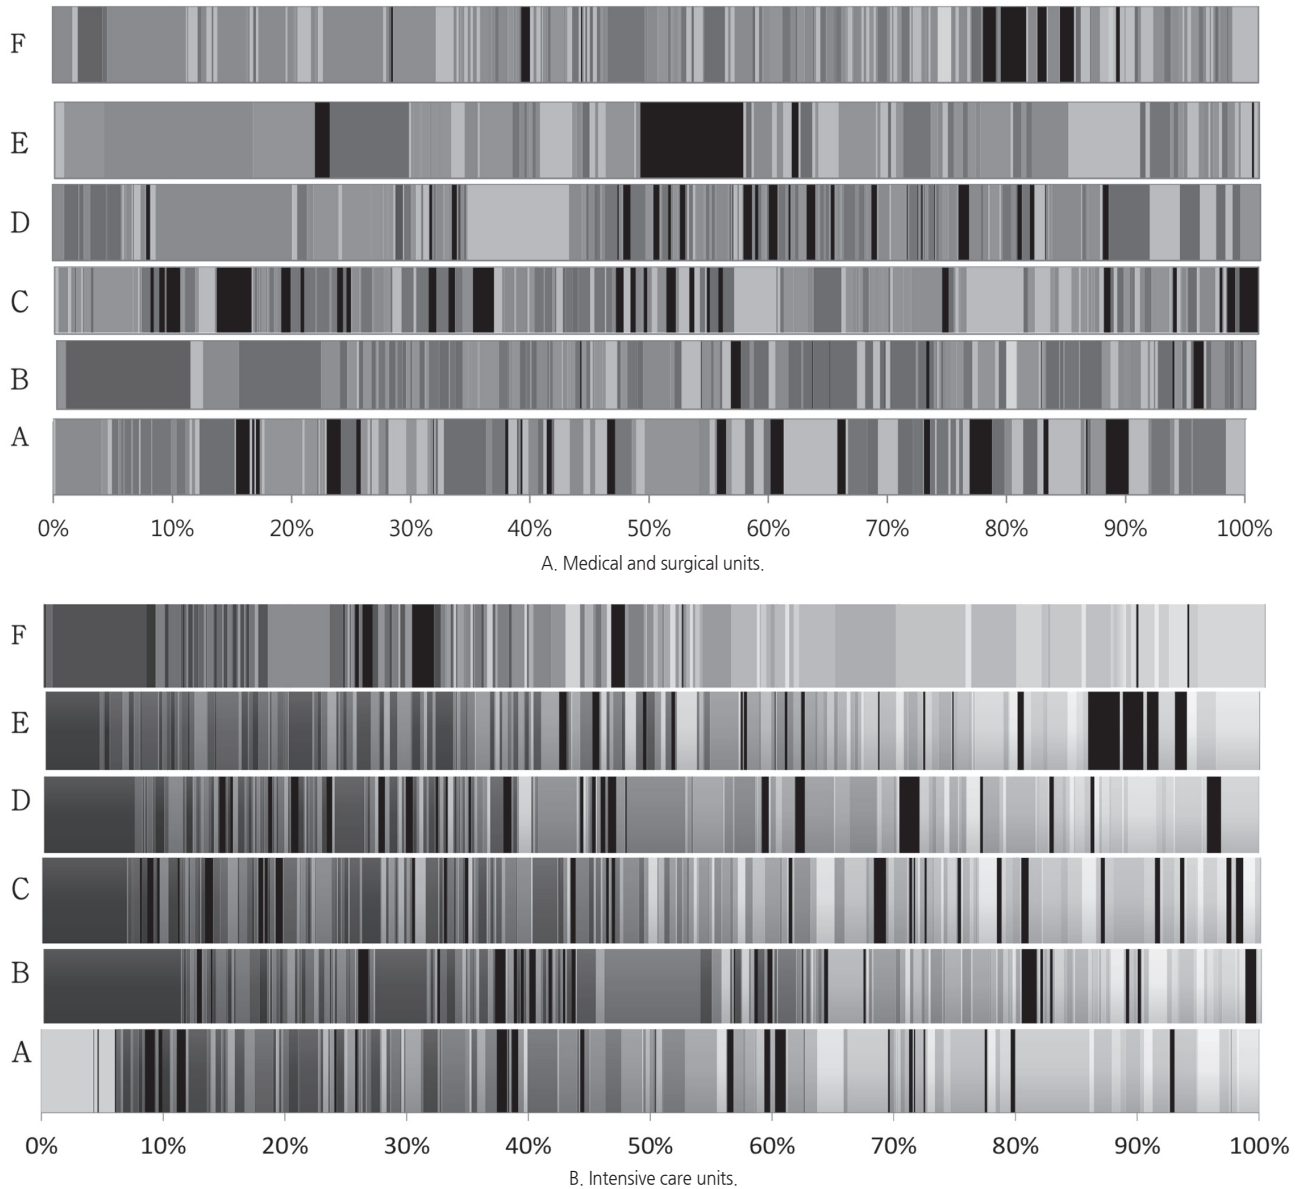 F
E
D
C
B
A
0% 10% 20% 30% 40% 50% 60% 70% 80% 90% 100%
A. Medical and surgical units.
F
E
D
C
B
A
0% 10% 20% 30% 40% 50% 60% 70% 80% 90% 100%
B. Intensive care units.